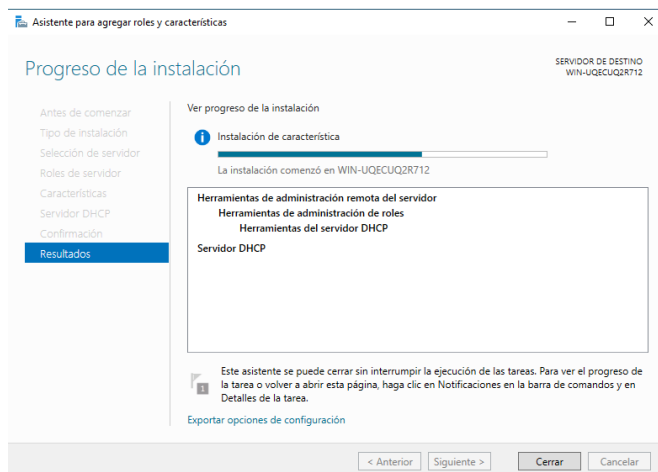 Asistente para agregar roles y características
Progreso de la instalación
SERVIDOR DE DESTINO
WIN-UQECUQ2R712
Antes de comenzar
Tipo de instalación
Selección de servidor
Roles de servidor
Características
Servidor DHCP
Confirmación
Resultados
Ver progreso de la instalación
Instalación de característica
La instalación comenzó en WIN-UQECUQ2R712
Herramientas de administración remota del servidor
Herramientas de administración de roles
Herramientas del servidor DHCP
Servidor DHCP
1
Este asistente se puede cerrar sin interrumpir la ejecución de las tareas. Para ver el progreso de
la tarea o volver a abrir esta página, haga clic en Notificaciones en la barra de comandos y en
Detalles de la tarea.
Exportar opciones de configuración
< Anterior Siguiente > Cerrar Cancelar